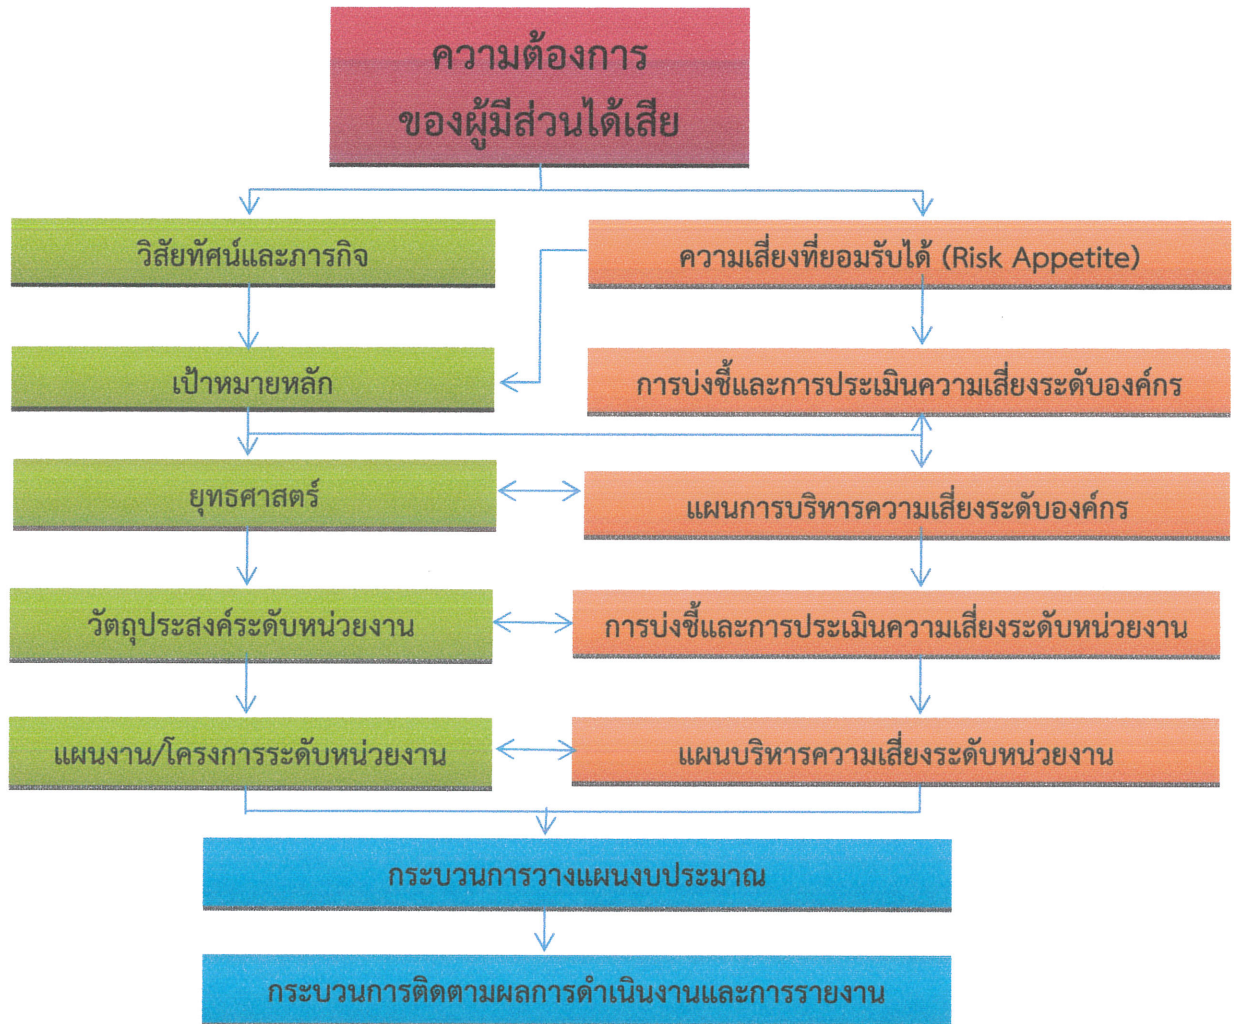 ความต้องการ
ของผู้มีส่วนได้เสีย
วิสัยทัศน์และภารกิจ
ความเสี่ยงที่ยอมรับได้ (Risk Appetite)
เป้าหมายหลัก
การบ่งชี้และการประเมินความเสี่ยงระดับองค์กร
ยุทธศาสตร์
แผนการบริหารความเสี่ยงระดับองค์กร
วัตถุประสงค์ระดับหน่วยงาน
การบ่งชี้และการประเมินความเสี่ยงระดับหน่วยงาน
แผนงาน/โครงการระดับหน่วยงาน
แผนบริหารความเสี่ยงระดับหน่วยงาน
กระบวนการวางแผนงบประมาณ
กระบวนการติดตามผลการดำเนินงานและการรายงาน